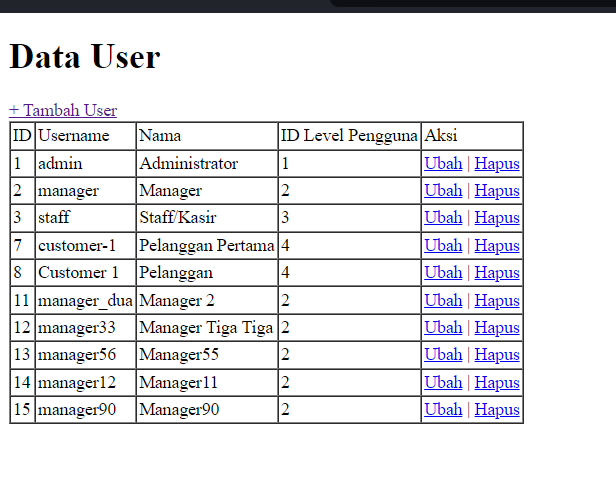 Data User
+ Tambah User
ID Username Nama ID Level Pengguna Aksi
1 admin Administrator 1 Ubah | Hapus
2 manager Manager 2 Ubah | Hapus
3 staff Staff/Kasir 3 Ubah | Hapus
7 customer-1 Pelanggan Pertama 4 Ubah | Hapus
8 Customer 1 Pelanggan 4 Ubah | Hapus
11 manager_dua Manager 2 2 Ubah | Hapus
12 manager33 Manager Tiga Tiga 2 Ubah | Hapus
13 manager56 Manager55 2 Ubah | Hapus
14 manager12 Manager11 2 Ubah | Hapus
15 manager90 Manager90 2 Ubah | Hapus